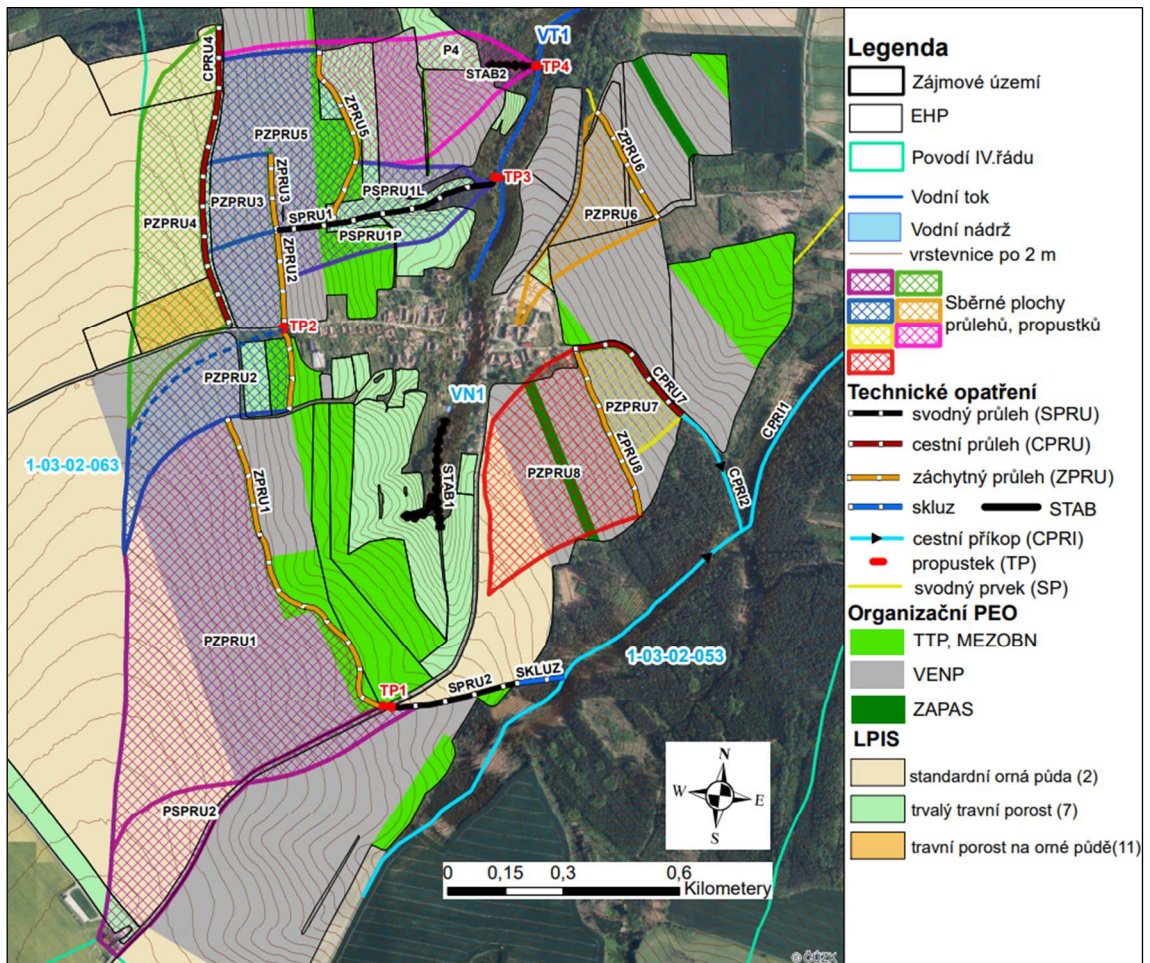 VT1
P4
TP4
STAB2
CPRU4
ZPRU5
PZPRU5
ZPRU6
TP3
PSPRU1L
ZPRU3
PZPRU3
PZPRU4
SPRU1
PZPRU6
PSPRU1P
ZPRU2
TP2
PZPRU2
CPRU7
VN1
PZPRU7
CPRI1
1-03-02-063
ZPRU8
PZPRU8
STAB1
CPRI2
ZPRU1
PZPRU1
1-03-02-053
SKLUZ
SPRU2
TP1
PSPRU2
N
W E
S
0 0,15 0,3 0,6
Kilometery
© ČÚZK
Legenda
Zájmové území
EHP
Povodí IV.řádu
Vodní tok
Vodní nádrž
vrstevnice po 2 m
Sběrné plochy
průlehů, propustků
Technické opatření
svodný průleh (SPRU)
cestní průleh (CPRU)
záchytný průleh (ZPRU)
skluz STAB
cestní příkop (CPRI)
propustek (TP)
svodný prvek (SP)
Organizační PEO
TTP, MEZOBN
VENP
ZAPAS
LPIS
standardní orná půda (2)
trvalý travní porost (7)
travní porost na orné půdě(11)